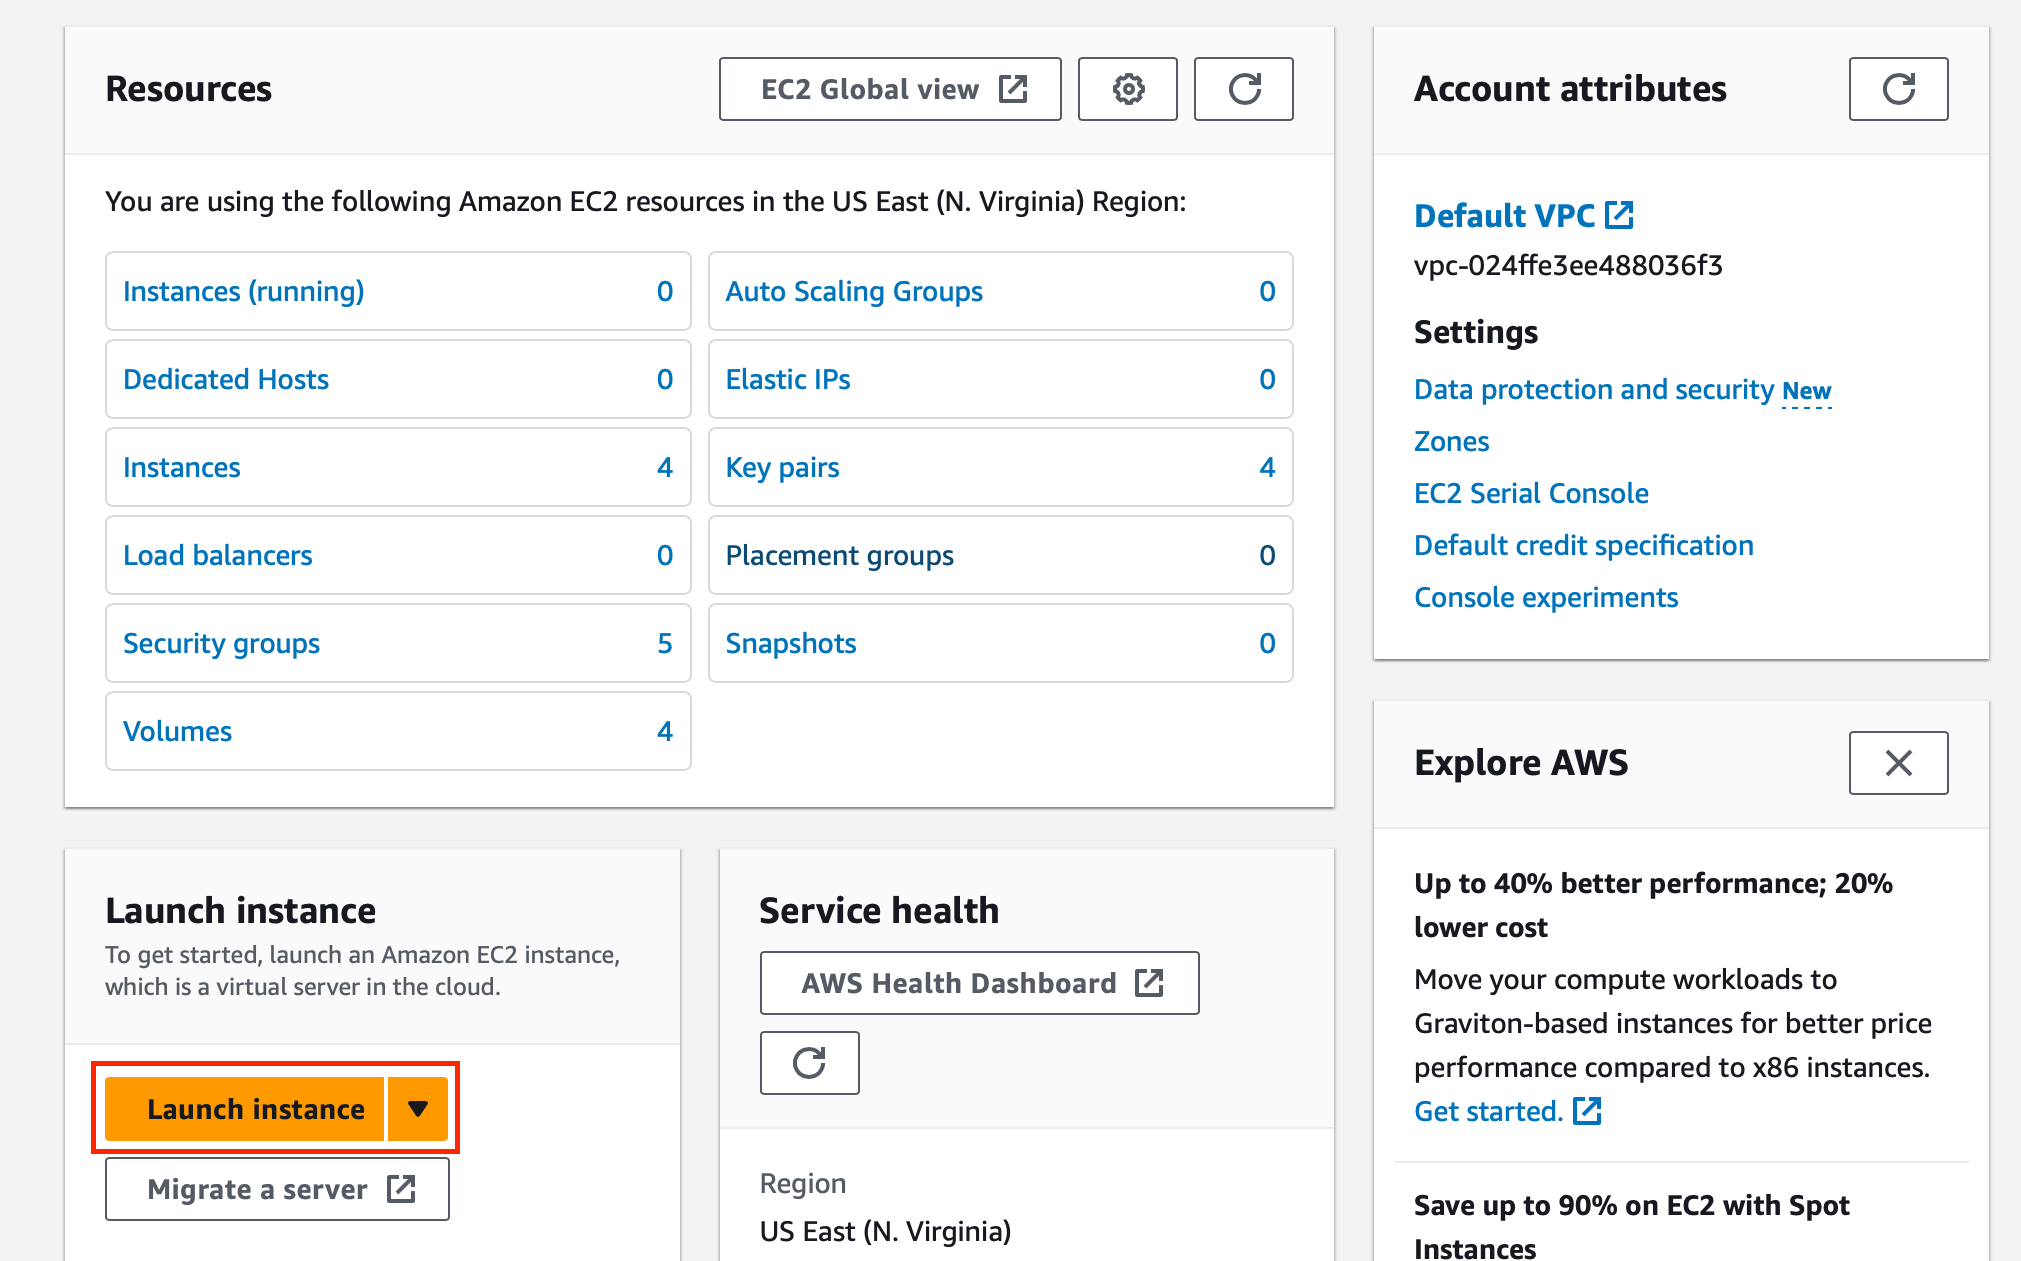 Resources
EC2 Global view
You are using the following Amazon EC2 resources in the US East (N. Virginia) Region:
Instances (running) 0
Auto Scaling Groups 0
Dedicated Hosts 0
Elastic IPs 0
Instances 4
Key pairs 4
Load balancers 0
Placement groups 0
Security groups 5
Snapshots 0
Volumes 4
Launch instance
To get started, launch an Amazon EC2 instance,
which is a virtual server in the cloud.
Launch instance
Migrate a server
Service health
AWS Health Dashboard
Region
US East (N. Virginia)
Account attributes
Default VPC
vpc-024ffe3ee488036f3
Settings
Data protection and security New
Zones
EC2 Serial Console
Default credit specification
Console experiments
Explore AWS
Up to 40% better performance; 20%
lower cost
Move your compute workloads to
Graviton-based instances for better price
performance compared to x86 instances.
Get started.
Save up to 90% on EC2 with Spot
Instances